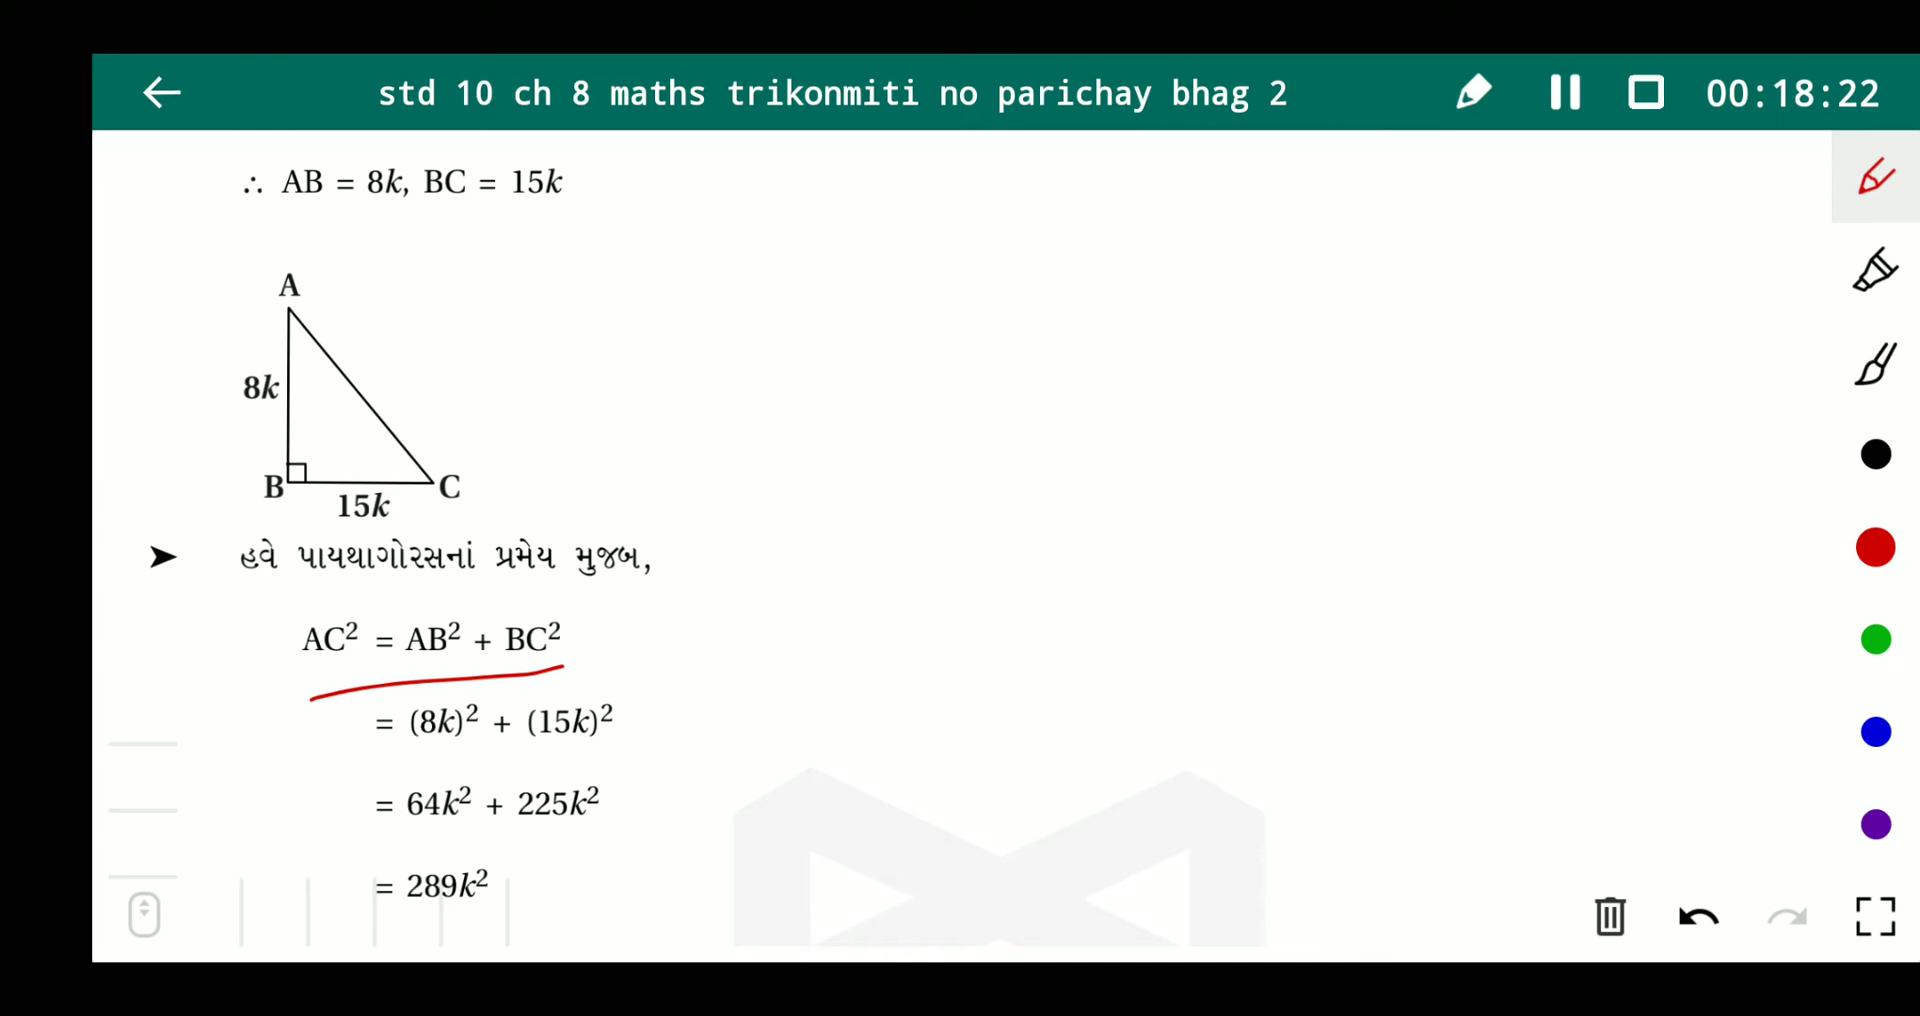 std 10 ch 8 maths trikonmiti no parichay bhag 2
00:18:22
∴ AB = 8k, BC = 15k
A
8k
B
C
15k
➤ હવે પાયથાગોરસનાં પ્રમેય મુજબ,
AC² = AB² + BC²
= (8k)² + (15k)²
= 64k² + 225k²
= 289k²